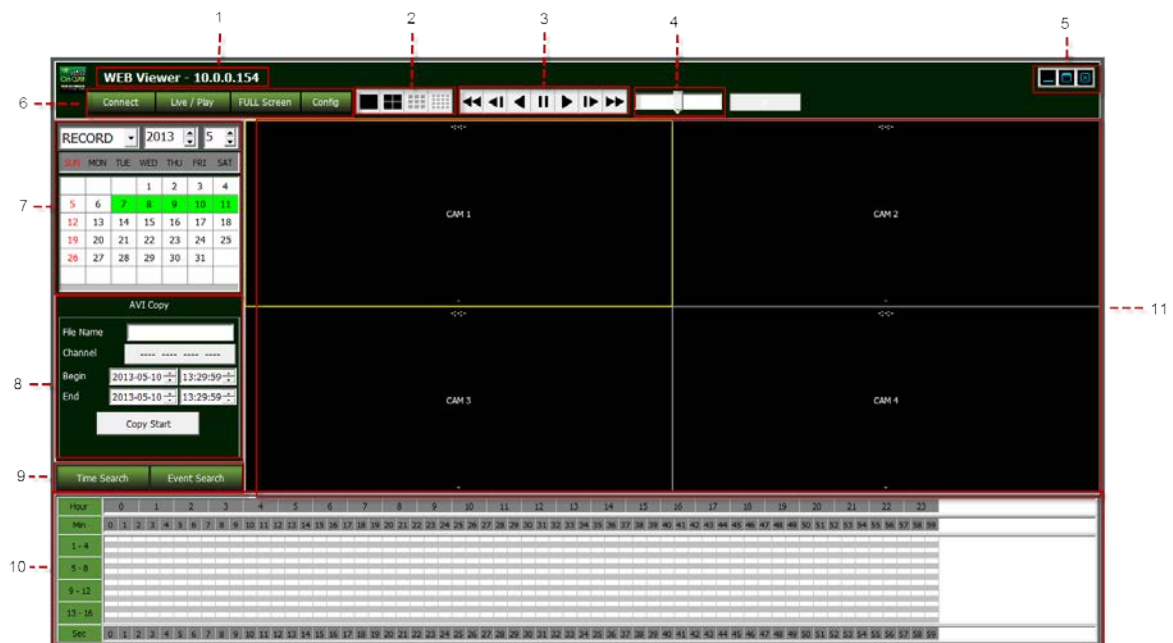 1
2
3
4
5
WEB Viewer - 10.0.0.154
6
Connect Live / Play FULL Screen Config
RECORD 2013 5
SUN MON TUE WED THU FRI SAT
1 2 3 4
5 6 7 8 9 10 11
7
12 13 14 15 16 17 18
19 20 21 22 23 24 25
26 27 28 29 30 31
-:-:-
CAM 1
-
-:-:-
CAM 2
-
11
AVI Copy
File Name
Channel ---- ---- ---- ----
Begin 2013-05-10 13:29:59
8
End 2013-05-10 13:29:59
Copy Start
-:-:-
CAM 3
-
-:-:-
CAM 4
-
9
Time Search Event Search
Hour 0 1 2 3 4 5 6 7 8 9 10 11 12 13 14 15 16 17 18 19 20 21 22 23
Min 0 1 2 3 4 5 6 7 8 9 10 11 12 13 14 15 16 17 18 19 20 21 22 23 24 25 26 27 28 29 30 31 32 33 34 35 36 37 38 39 40 41 42 43 44 45 46 47 48 49 50 51 52 53 54 55 56 57 58 59
1 - 4
5 - 8
10
9 - 12
13 - 16
Sec 0 1 2 3 4 5 6 7 8 9 10 11 12 13 14 15 16 17 18 19 20 21 22 23 24 25 26 27 28 29 30 31 32 33 34 35 36 37 38 39 40 41 42 43 44 45 46 47 48 49 50 51 52 53 54 55 56 57 58 59